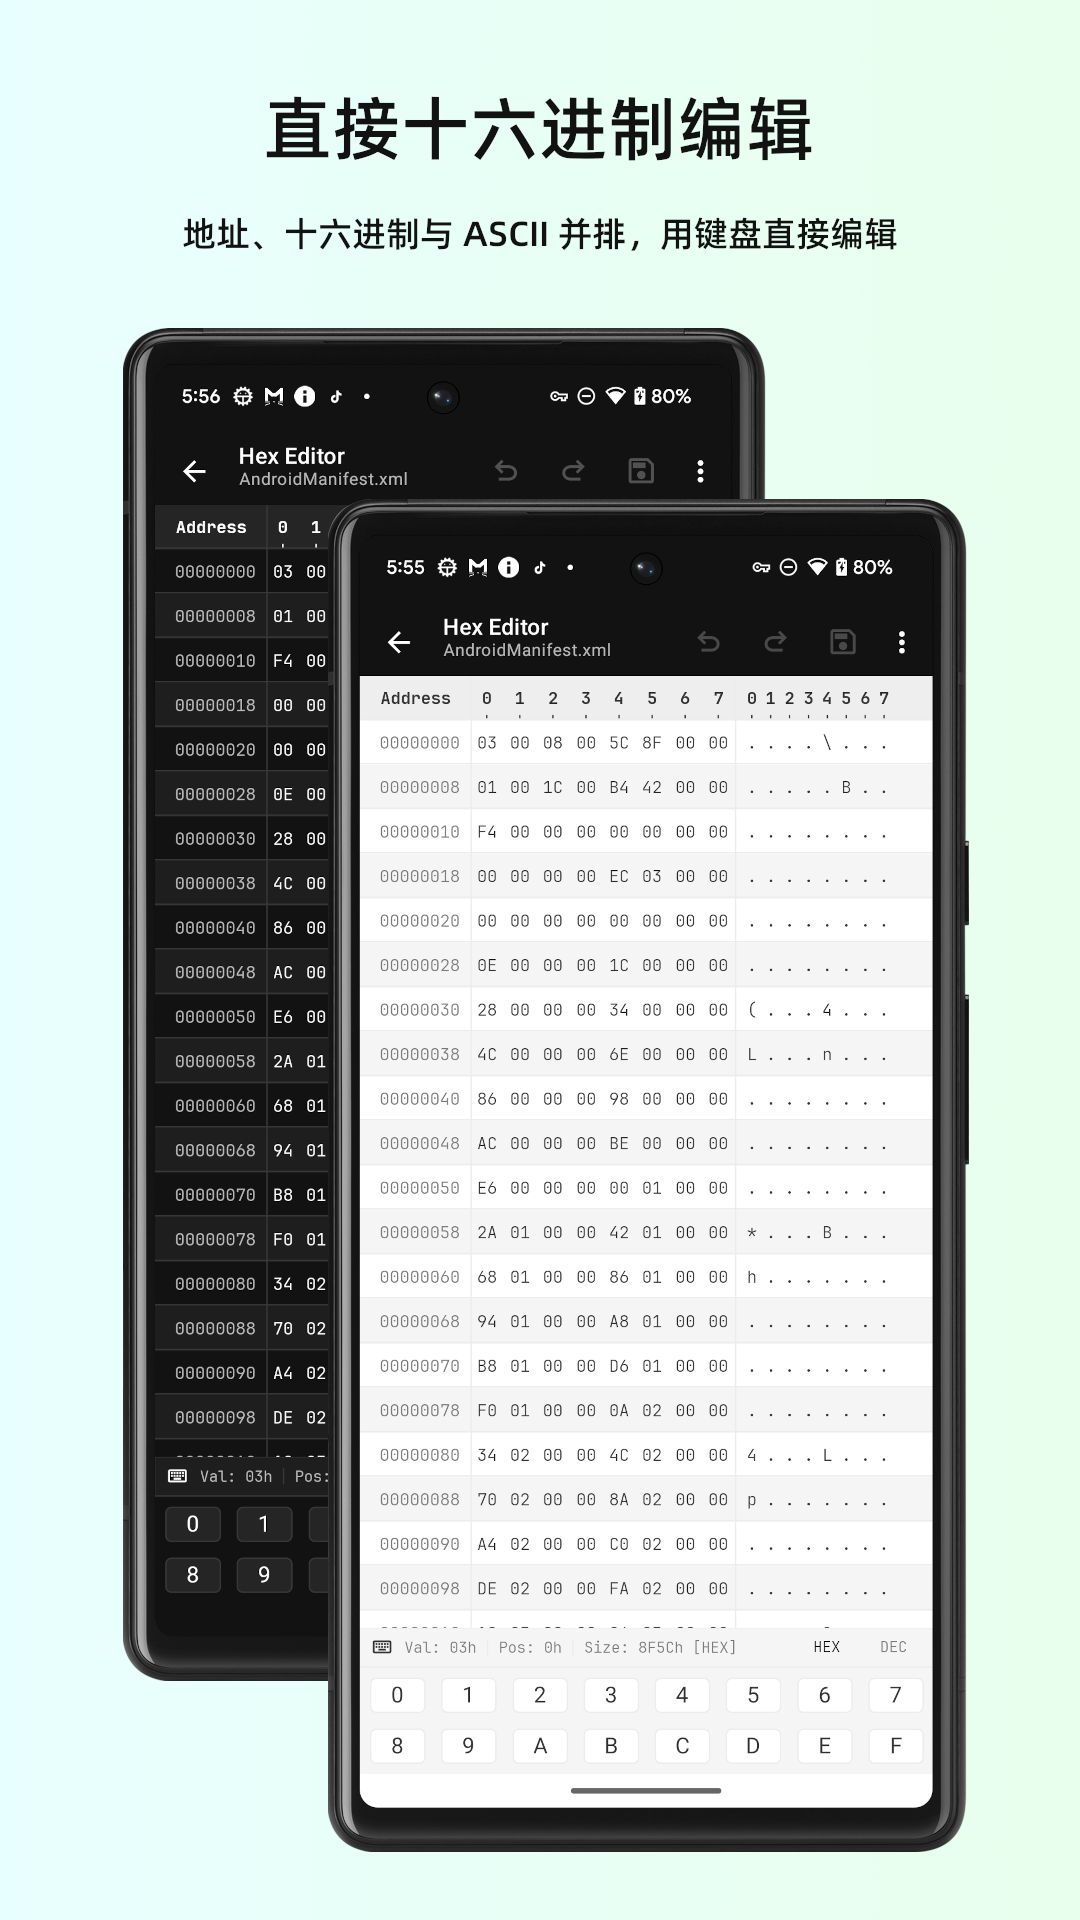 直接十六进制编辑
地址、十六进制与 ASCII 并排，用键盘直接编辑
5:56 80%
Hex Editor
AndroidManifest.xml
Address 0 1
00000000 03 00
00000008 01 00
00000010 F4 00
00000018 00 00
00000020 00 00
00000028 0E 00
00000030 28 00
00000038 4C 00
00000040 86 00
00000048 AC 00
00000050 E6 00
00000058 2A 01
00000060 68 01
00000068 94 01
00000070 B8 01
00000078 F0 01
00000080 34 02
00000088 70 02
00000090 A4 02
00000098 DE 02
Val: 03h Pos:
0 1
8 9
5:55 80%
Hex Editor
AndroidManifest.xml
Address 0 1 2 3 4 5 6 7 0 1 2 3 4 5 6 7
00000000 03 00 08 00 5C 8F 00 00 . . . . \ . . .
00000008 01 00 1C 00 B4 42 00 00 . . . . . B . .
00000010 F4 00 00 00 00 00 00 00 . . . . . . . .
00000018 00 00 00 00 EC 03 00 00 . . . . . . . .
00000020 00 00 00 00 00 00 00 00 . . . . . . . .
00000028 0E 00 00 00 1C 00 00 00 . . . . . . . .
00000030 28 00 00 00 34 00 00 00 ( . . . 4 . . .
00000038 4C 00 00 00 6E 00 00 00 L . . . n . . .
00000040 86 00 00 00 98 00 00 00 . . . . . . . .
00000048 AC 00 00 00 BE 00 00 00 . . . . . . . .
00000050 E6 00 00 00 00 01 00 00 . . . . . . . .
00000058 2A 01 00 00 42 01 00 00 * . . . B . . .
00000060 68 01 00 00 86 01 00 00 h . . . . . . .
00000068 94 01 00 00 A8 01 00 00 . . . . . . . .
00000070 B8 01 00 00 D6 01 00 00 . . . . . . . .
00000078 F0 01 00 00 0A 02 00 00 . . . . . . . .
00000080 34 02 00 00 4C 02 00 00 4 . . . L . . .
00000088 70 02 00 00 8A 02 00 00 p . . . . . . .
00000090 A4 02 00 00 C0 02 00 00 . . . . . . . .
00000098 DE 02 00 00 FA 02 00 00 . . . . . . . .
Val: 03h Pos: 0h Size: 8F5Ch [HEX] HEX DEC
0 1 2 3 4 5 6 7
8 9 A B C D E F